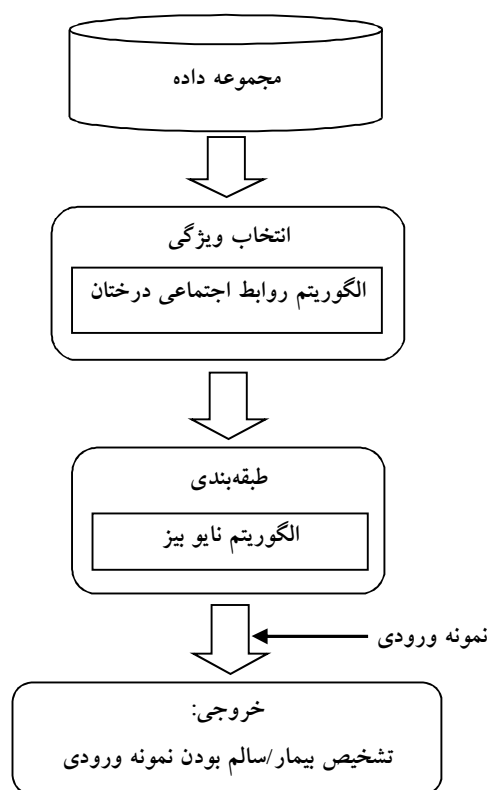 مجموعه داده
انتخاب ویژگی
الگوریتم روابط اجتماعی درختان
طبقه‌بندی
الگوریتم نایو بیز
نمونه ورودی
خروجی:
تشخیص بیمار/سالم بودن نمونه ورودی